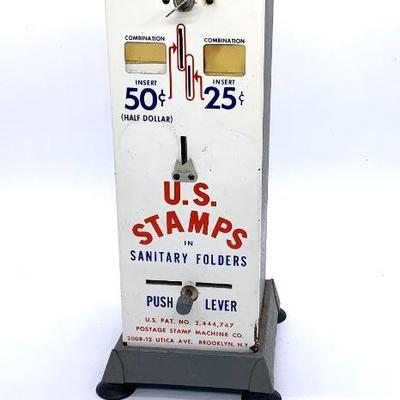 COMBINATION COMBINATION
INSERT INSERT
50¢ 25¢
(HALF DOLLAR)
U.S.
STAMPS
IN
SANITARY FOLDERS
PUSH LEVER
U.S. PAT. NO. 2,444,747
POSTAGE STAMP MACHINE CO.
2008-12 UTICA AVE. BROOKLYN, N.Y.